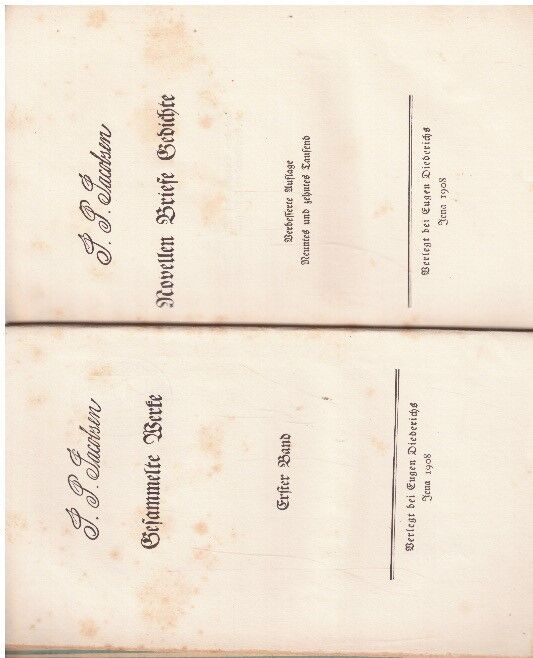 J. P. Jacobsen
Gesammelte Werke
Erster Band
Verlegt bei Eugen Diederichs
Jena 1908
J. P. Jacobsen
Novellen Briefe Gedichte
Verbesserte Auflage
Neuntes und zehntes Tausend
Verlegt bei Eugen Diederichs
Jena 1908